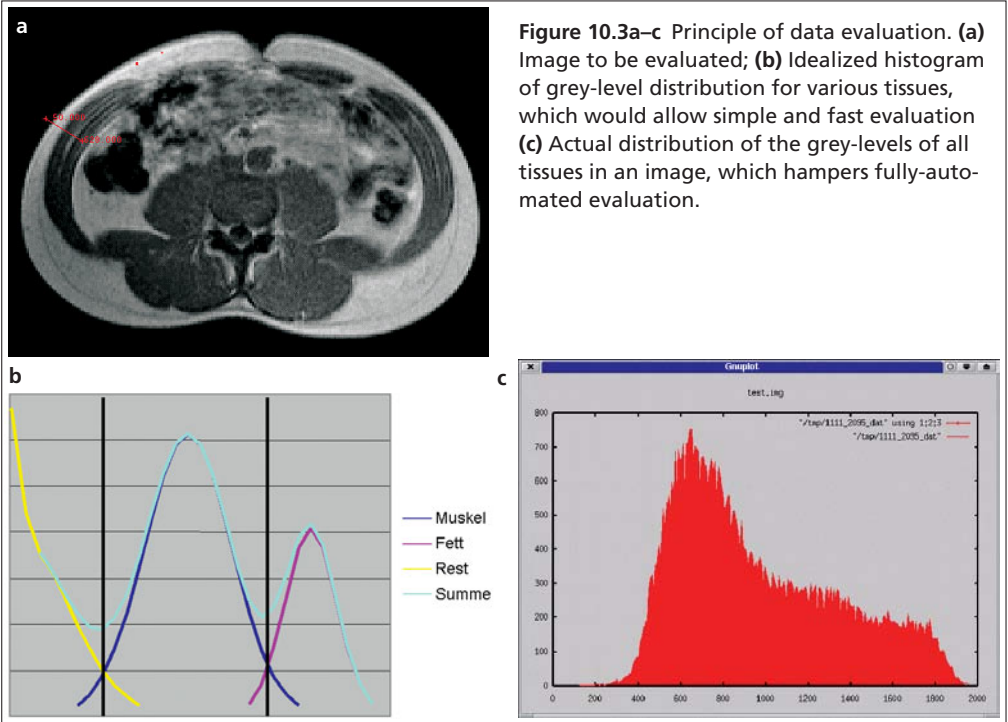 a
Figure 10.3a–c Principle of data evaluation. (a)
Image to be evaluated; (b) Idealized histogram
of grey-level distribution for various tissues,
which would allow simple and fast evaluation
(c) Actual distribution of the grey-levels of all
tissues in an image, which hampers fully-auto-
mated evaluation.
b
Muskel
Fett
Rest
Summe
c
Gnuplot
test.img
"/tmp/1111_2095_dat" using 1:2:3
"/tmp/1111_2095_dat"
800
700
600
500
400
300
200
100
0
0 200 400 600 800 1000 1200 1400 1600 1800 2000